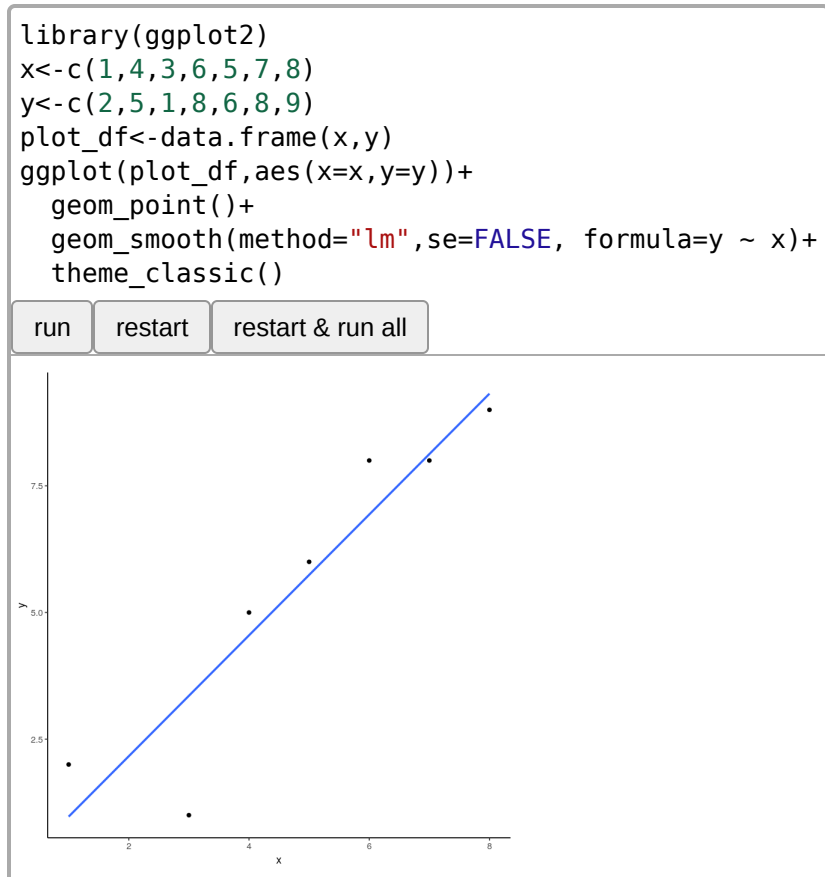 library(ggplot2)
x<-c(1,4,3,6,5,7,8)
y<-c(2,5,1,8,6,8,9)
plot_df<-data.frame(x,y)
ggplot(plot_df,aes(x=x,y=y))+
  geom_point()+
  geom_smooth(method="lm",se=FALSE, formula=y ~ x)+
  theme_classic()
run restart restart & run all
7.5
y
5.0
2.5
2 4 6 8
x